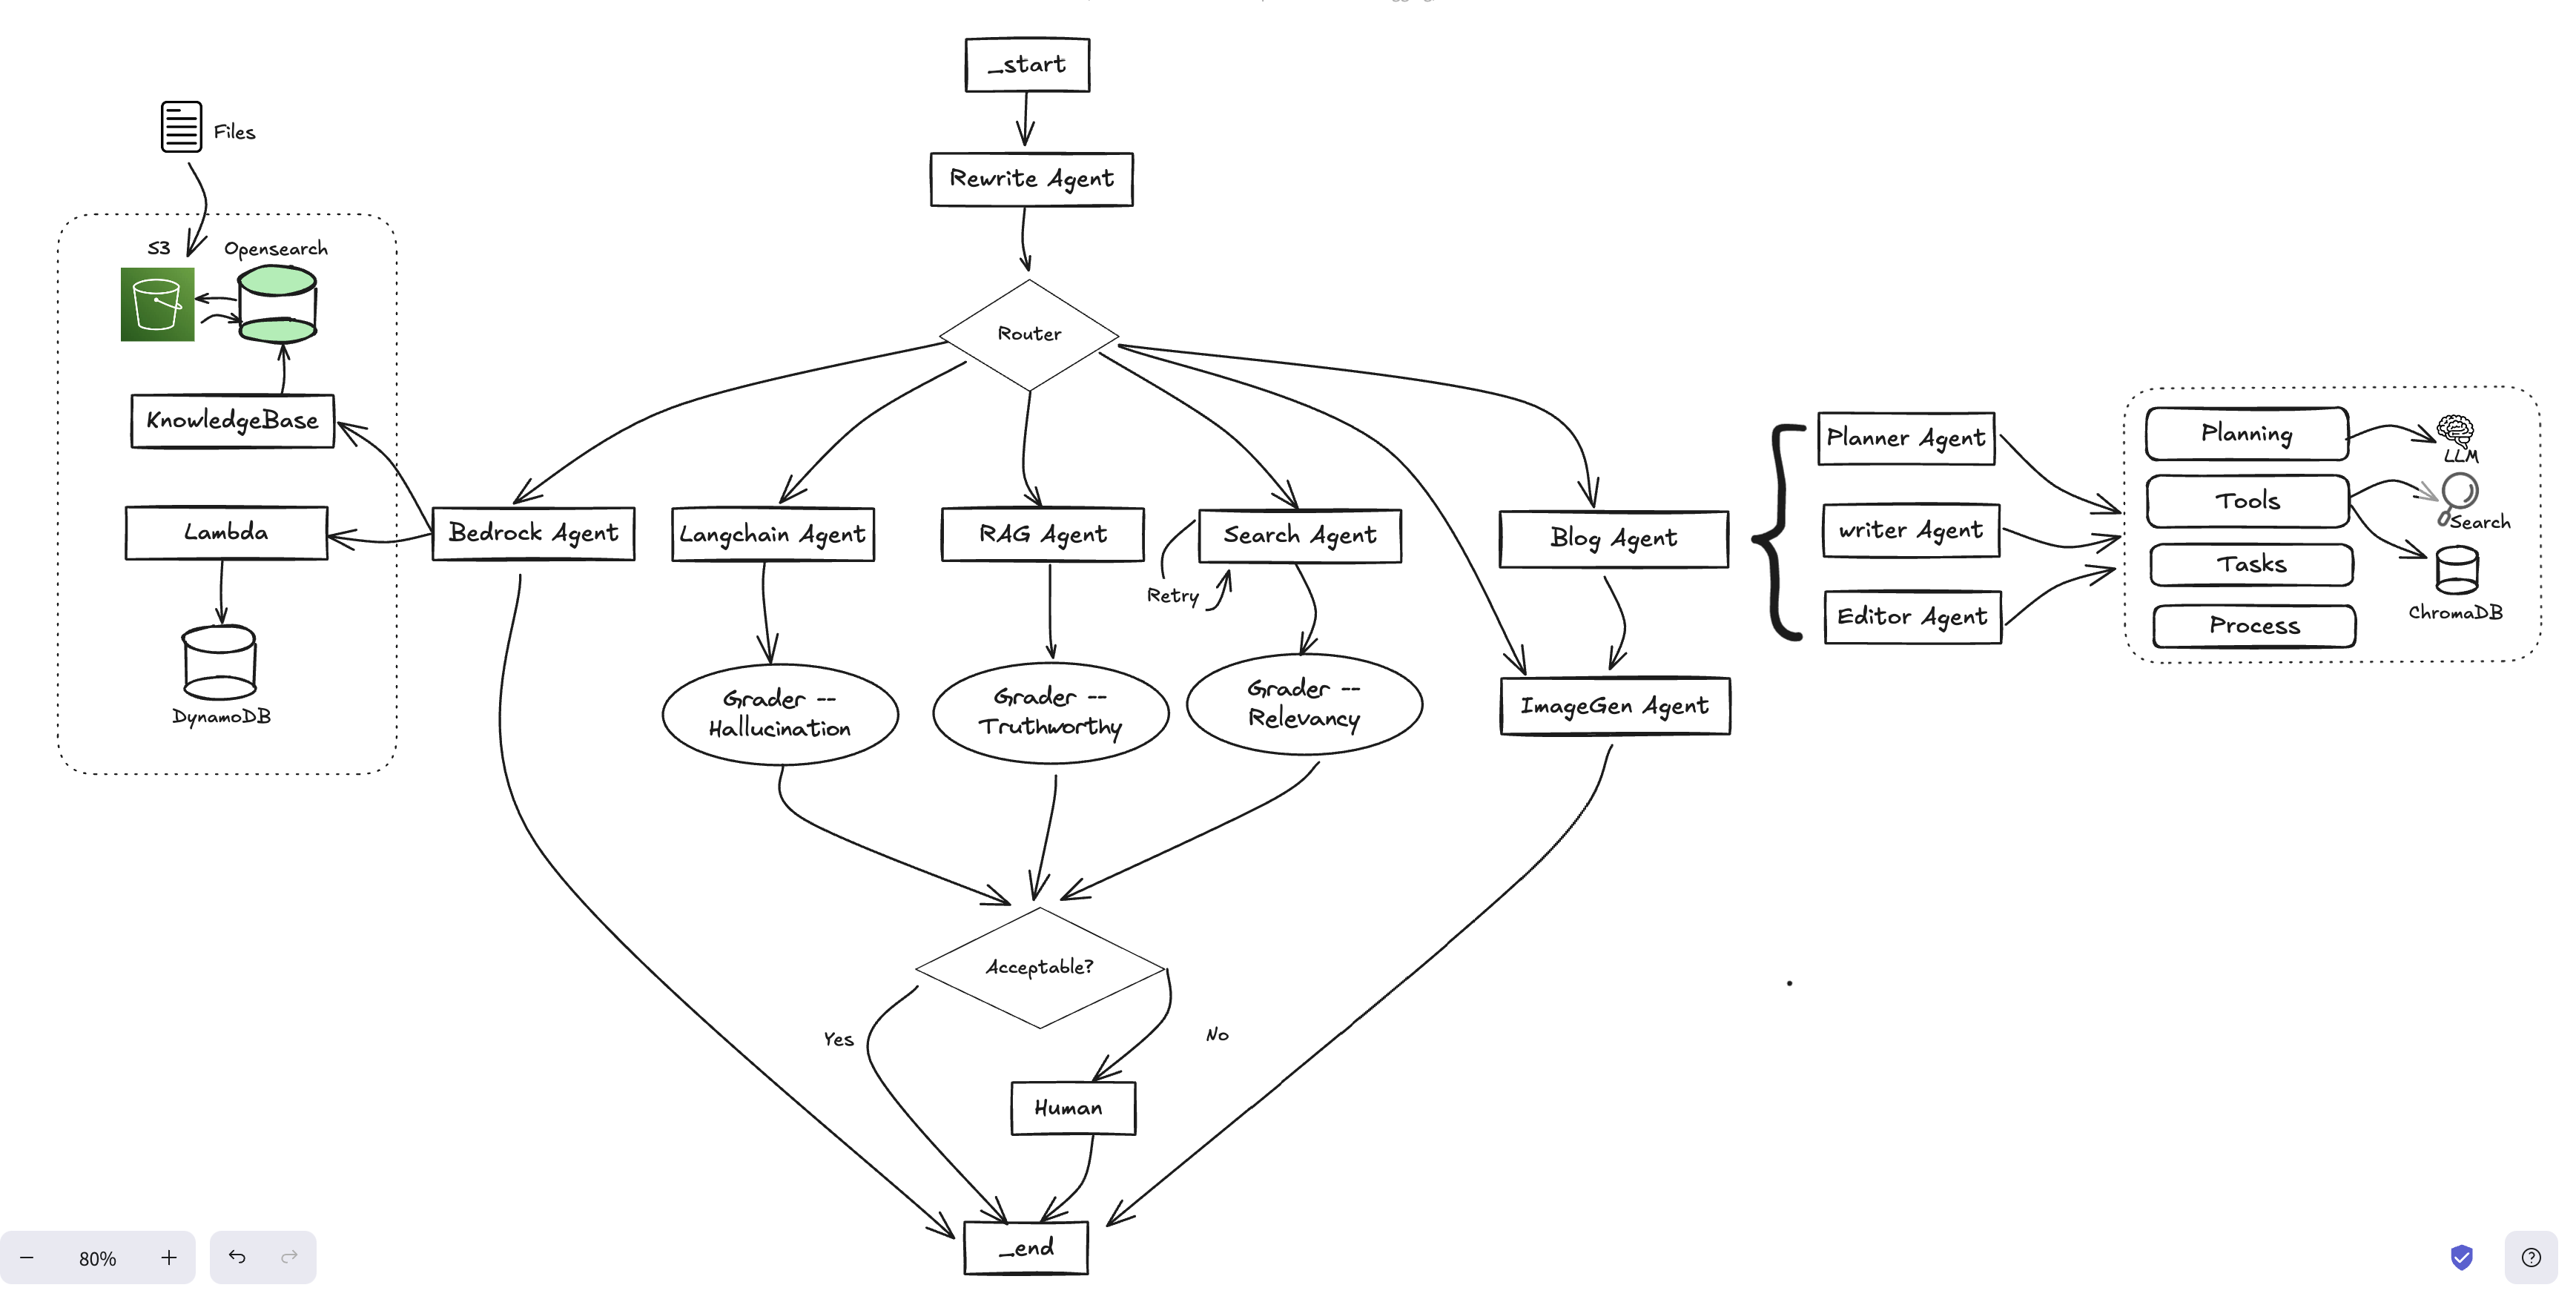 _start
Rewrite Agent
Router
Files
S3
Opensearch
KnowledgeBase
Lambda
DynamoDB
Bedrock Agent
Langchain Agent
RAG Agent
Search Agent
Retry
Blog Agent
Grader --
Hallucination
Grader --
Truthworthy
Grader --
Relevancy
ImageGen Agent
Planner Agent
writer Agent
Editor Agent
Planning
Tools
Tasks
Process
LLM
Search
ChromaDB
Acceptable?
Yes
No
Human
_end
80%